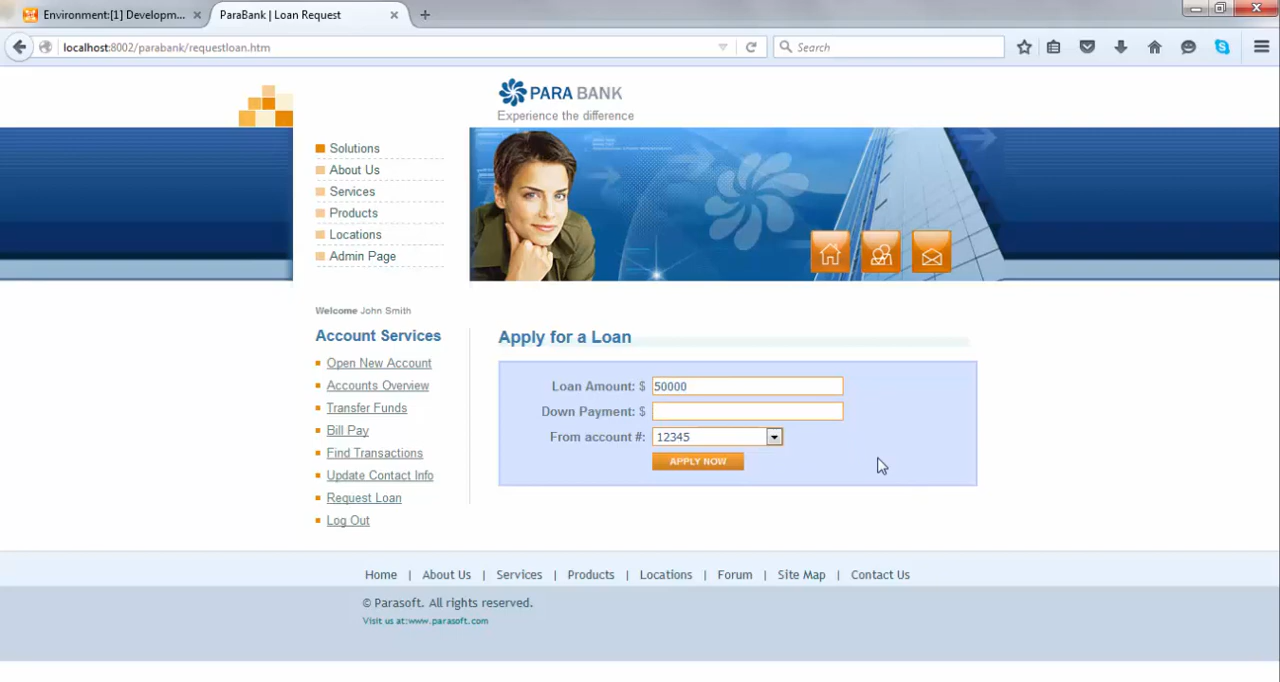 Environment:[1] Developm...
ParaBank | Loan Request
localhost:8002/parabank/requestloan.htm
Search
PARA BANK
Experience the difference
Solutions
About Us
Services
Products
Locations
Admin Page
Welcome John Smith
Account Services
Open New Account
Accounts Overview
Transfer Funds
Bill Pay
Find Transactions
Update Contact Info
Request Loan
Log Out
Apply for a Loan
Loan Amount: $ 50000
Down Payment: $
From account #: 12345
APPLY NOW
Home | About Us | Services | Products | Locations | Forum | Site Map | Contact Us
© Parasoft. All rights reserved.
Visit us at:www.parasoft.com